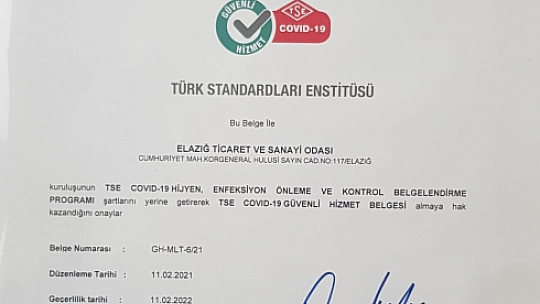 GÜVENLİ
HİZMET
TSE
COVID-19
TÜRK STANDARDLARI ENSTİTÜSÜ
Bu Belge İle
ELAZIĞ TİCARET VE SANAYİ ODASI
CUMHURİYET MAH.KORGENERAL HULUSİ SAYIN CAD.NO:117/ELAZIĞ
kuruluşunun TSE COVID-19 HİJYEN, ENFEKSİYON ÖNLEME VE KONTROL BELGELENDİRME
PROGRAMI şartlarını yerine getirerek TSE COVID-19 GÜVENLİ HİZMET BELGESİ almaya hak
kazandığını onaylar
Belge Numarası : GH-MLT-6/21
Düzenleme Tarihi : 11.02.2021
Geçerlilik tarihi : 11.02.2022